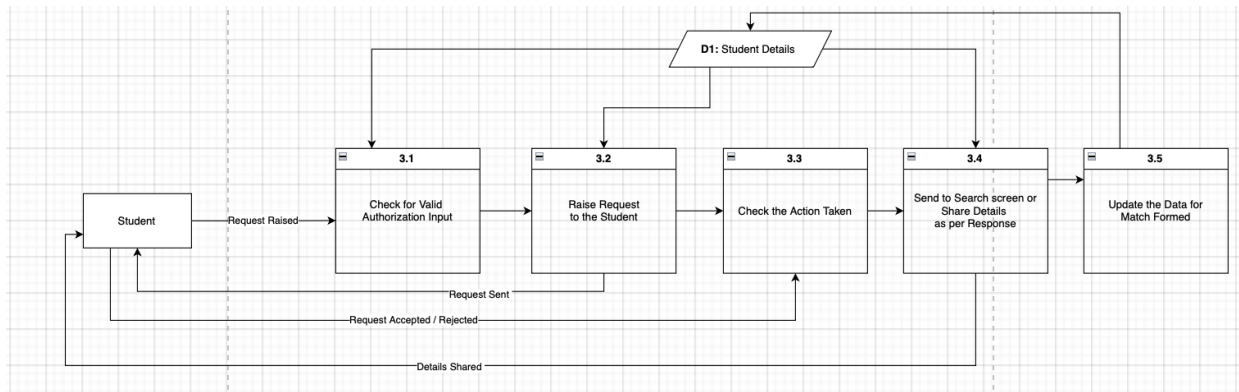 D1: Student Details
3.1
3.2
3.3
3.4
3.5
Student
Request Raised
Check for Valid
Authorization Input
Raise Request
to the Student
Check the Action Taken
Send to Search screen or
Share Details
as per Response
Update the Data for
Match Formed
Request Sent
Request Accepted / Rejected
Details Shared